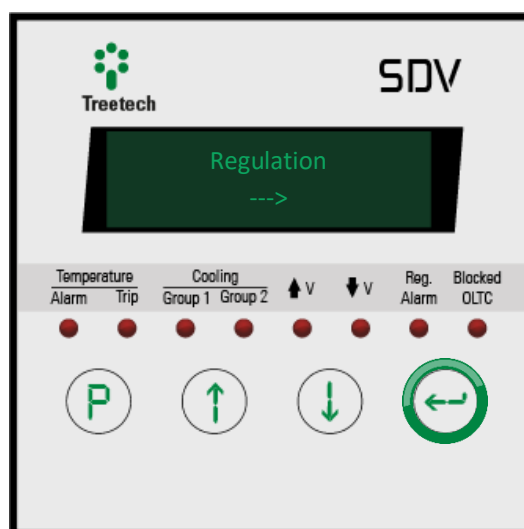 Treetech
SDV
Regulation
--->
Temperature
Alarm Trip
Cooling
Group 1 Group 2
V
V
Reg.
Alarm
Blocked
OLTC
P